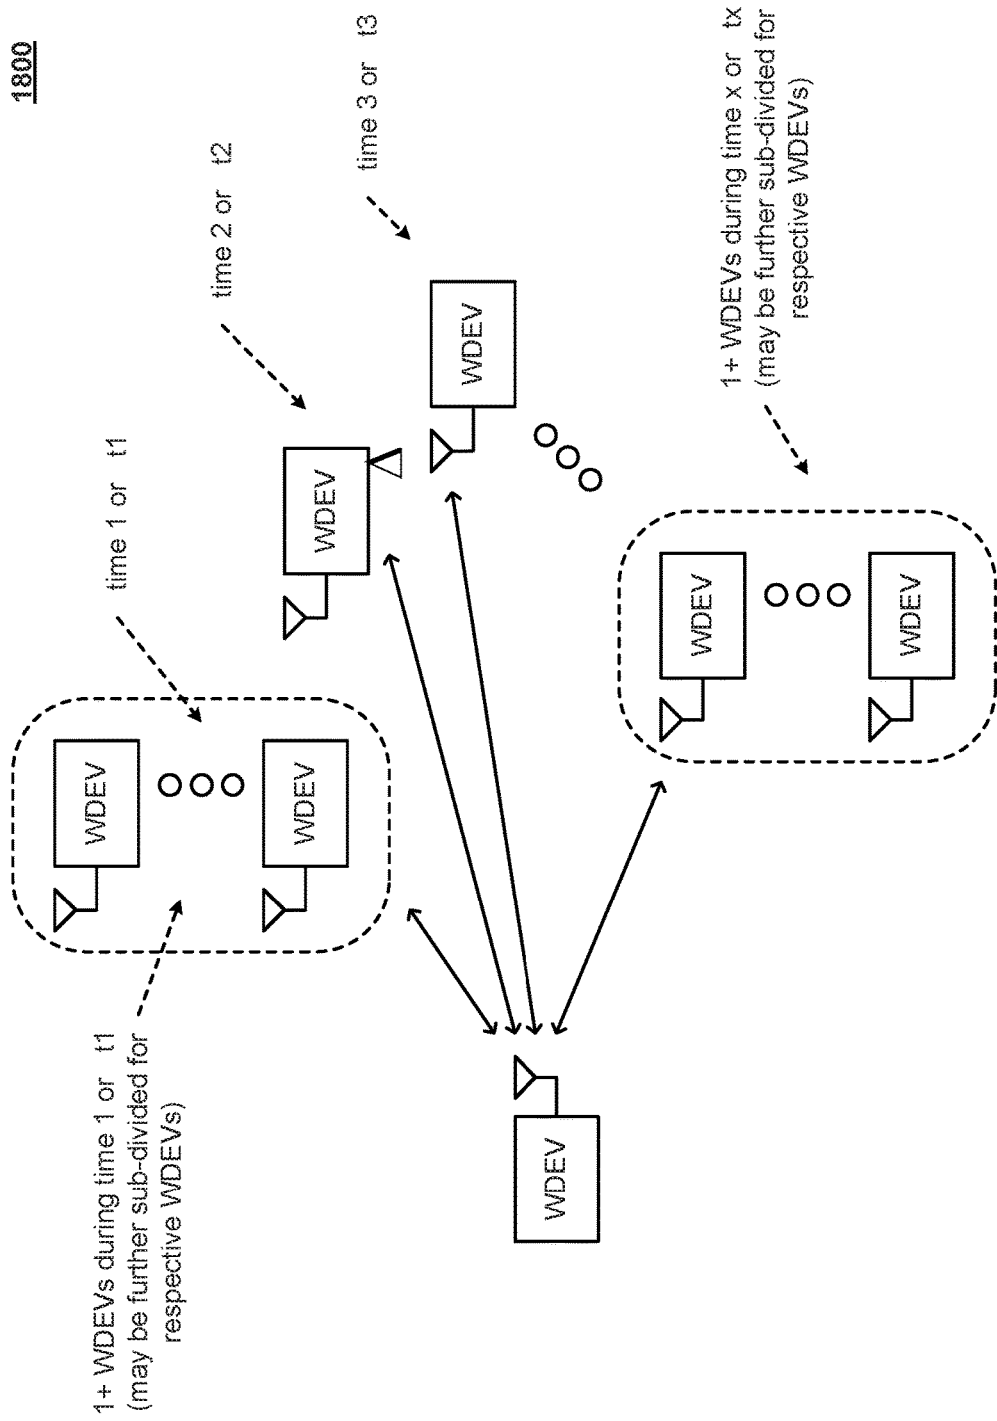 1800
1+ WDEVs during time 1 or t1
(may be further sub-divided for
respective WDEVs)
WDEV
WDEV
time 1 or t1
time 2 or t2
WDEV
time 3 or t3
WDEV
WDEV
WDEV
WDEV
1+ WDEVs during time x or tx
(may be further sub-divided for
respective WDEVs)